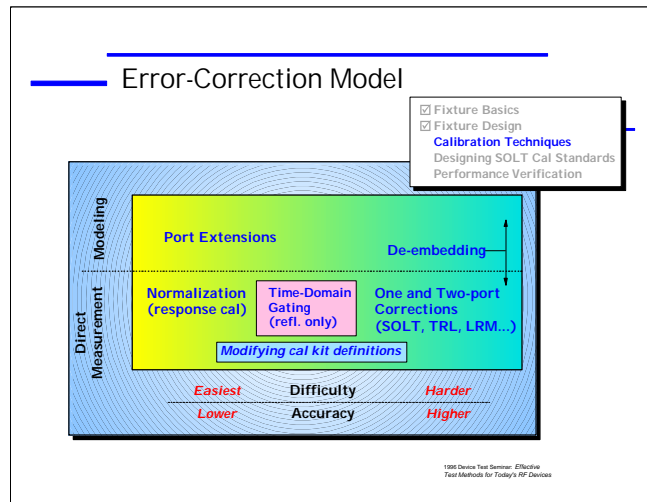 Error-Correction Model
☑ Fixture Basics
☑ Fixture Design
Calibration Techniques
Designing SOLT Cal Standards
Performance Verification
Modeling
Port Extensions
De-embedding
Direct
Measurement
Normalization
(response cal)
Time-Domain
Gating
(refl. only)
One and Two-port
Corrections
(SOLT, TRL, LRM...)
Modifying cal kit definitions
Easiest Difficulty Harder
Lower Accuracy Higher
1996 Device Test Seminar: Effective
Test Methods for Today's RF Devices